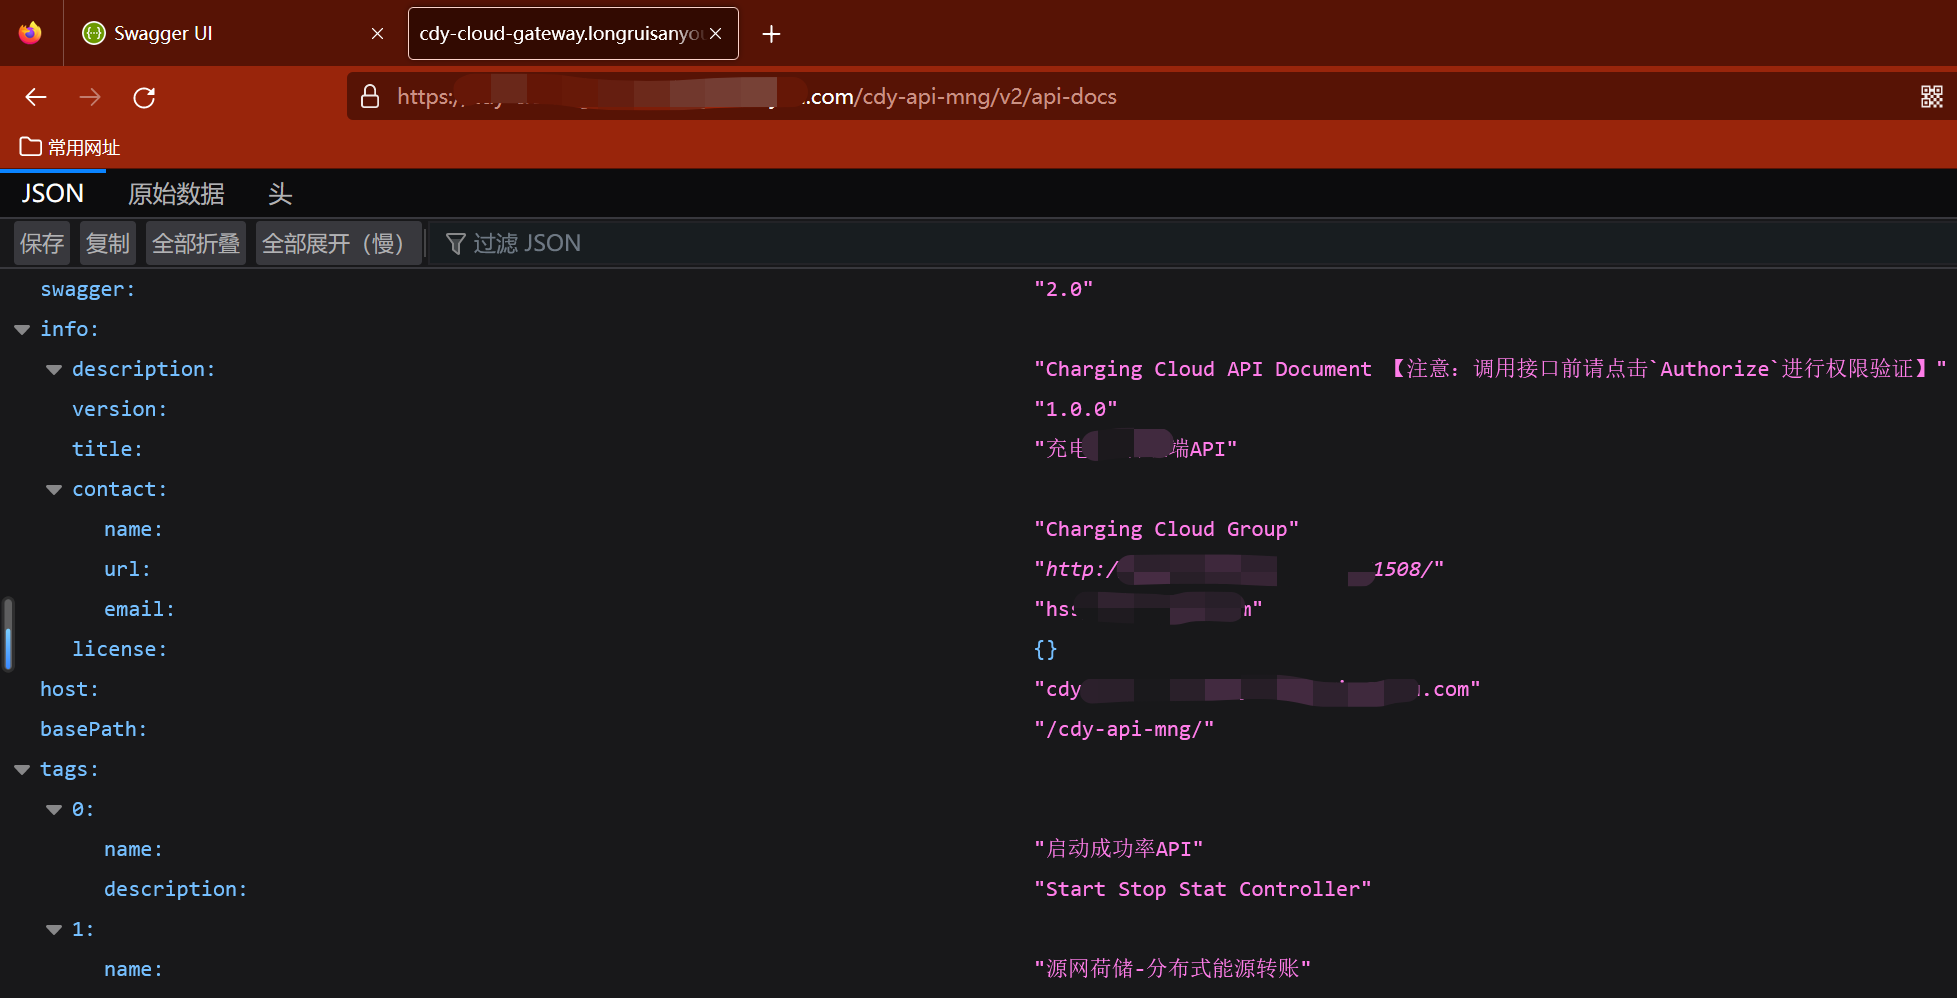 Swagger UI
cdy-cloud-gateway.longruisanyo
https:/ .com/cdy-api-mng/v2/api-docs
常用网址
JSON 原始数据 头
保存 复制 全部折叠 全部展开（慢） 过滤 JSON
swagger: "2.0"
info:
description: "Charging Cloud API Document 【注意：调用接口前请点击`Authorize`进行权限验证】"
version: "1.0.0"
title: "充电 端API"
contact:
name: "Charging Cloud Group"
url: "http:/ 1508/"
email: "hss "
license: {}
host: "cdy .com"
basePath: "/cdy-api-mng/"
tags:
0:
name: "启动成功率API"
description: "Start Stop Stat Controller"
1:
name: "源网荷储-分布式能源转账"